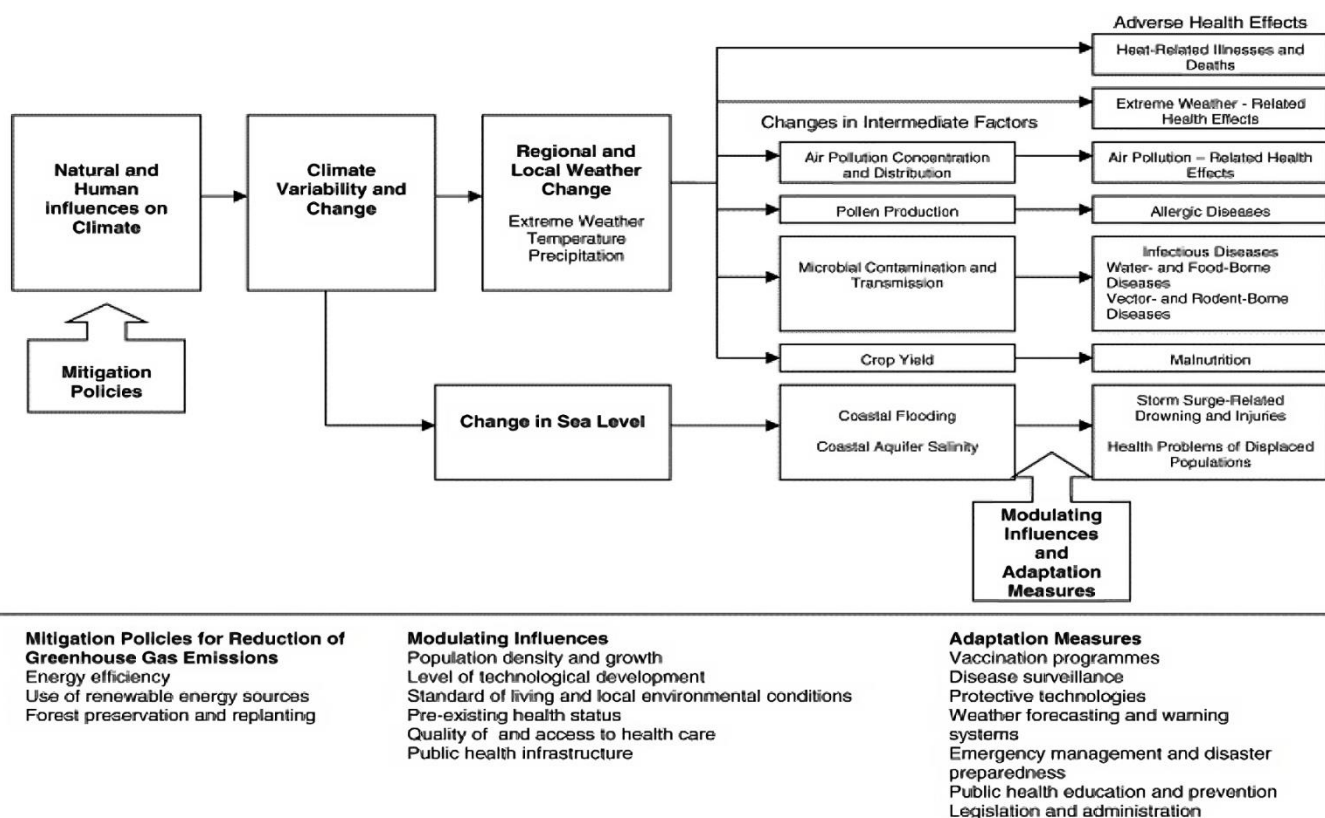 Adverse Health Effects
Heat-Related Illnesses and
Deaths
Extreme Weather - Related
Health Effects
Changes in Intermediate Factors
Natural and
Human
influences on
Climate
Climate
Variability and
Change
Regional and
Local Weather
Change
Extreme Weather
Temperature
Precipitation
Air Pollution Concentration
and Distribution
Air Pollution – Related Health
Effects
Pollen Production
Allergic Diseases
Microbial Contamination and
Transmission
Infectious Diseases
Water- and Food-Borne
Diseases
Vector- and Rodent-Borne
Diseases
Crop Yield
Malnutrition
Mitigation
Policies
Change in Sea Level
Coastal Flooding
Coastal Aquifer Salinity
Storm Surge-Related
Drowning and Injuries
Health Problems of Displaced
Populations
Modulating
Influences
and
Adaptation
Measures
Mitigation Policies for Reduction of
Greenhouse Gas Emissions
Energy efficiency
Use of renewable energy sources
Forest preservation and replanting
Modulating Influences
Population density and growth
Level of technological development
Standard of living and local environmental conditions
Pre-existing health status
Quality of and access to health care
Public health infrastructure
Adaptation Measures
Vaccination programmes
Disease surveillance
Protective technologies
Weather forecasting and warning
systems
Emergency management and disaster
preparedness
Public health education and prevention
Legislation and administration